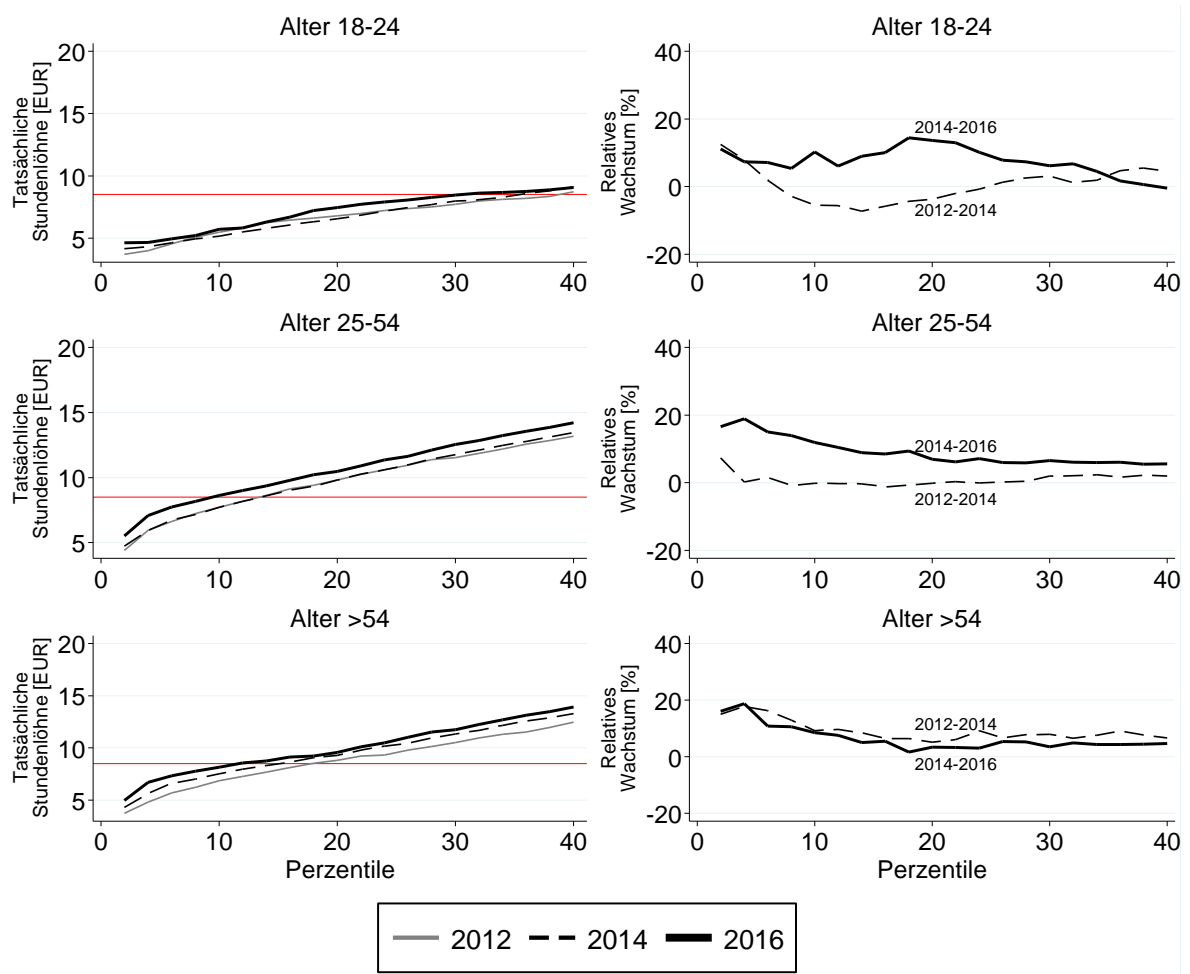 Alter 18-24
Tatsächliche
Stundenlöhne [EUR]
20
15
10
5
0 10 20 30 40
Alter 18-24
Relatives
Wachstum [%]
40
20
0
-20
2014-2016
2012-2014
0 10 20 30 40
Alter 25-54
Tatsächliche
Stundenlöhne [EUR]
20
15
10
5
0 10 20 30 40
Alter 25-54
Relatives
Wachstum [%]
40
20
0
-20
2014-2016
2012-2014
0 10 20 30 40
Alter >54
Tatsächliche
Stundenlöhne [EUR]
20
15
10
5
0 10 20 30 40
Perzentile
Alter >54
Relatives
Wachstum [%]
40
20
0
-20
2012-2014
2014-2016
0 10 20 30 40
Perzentile
2012 2014 2016